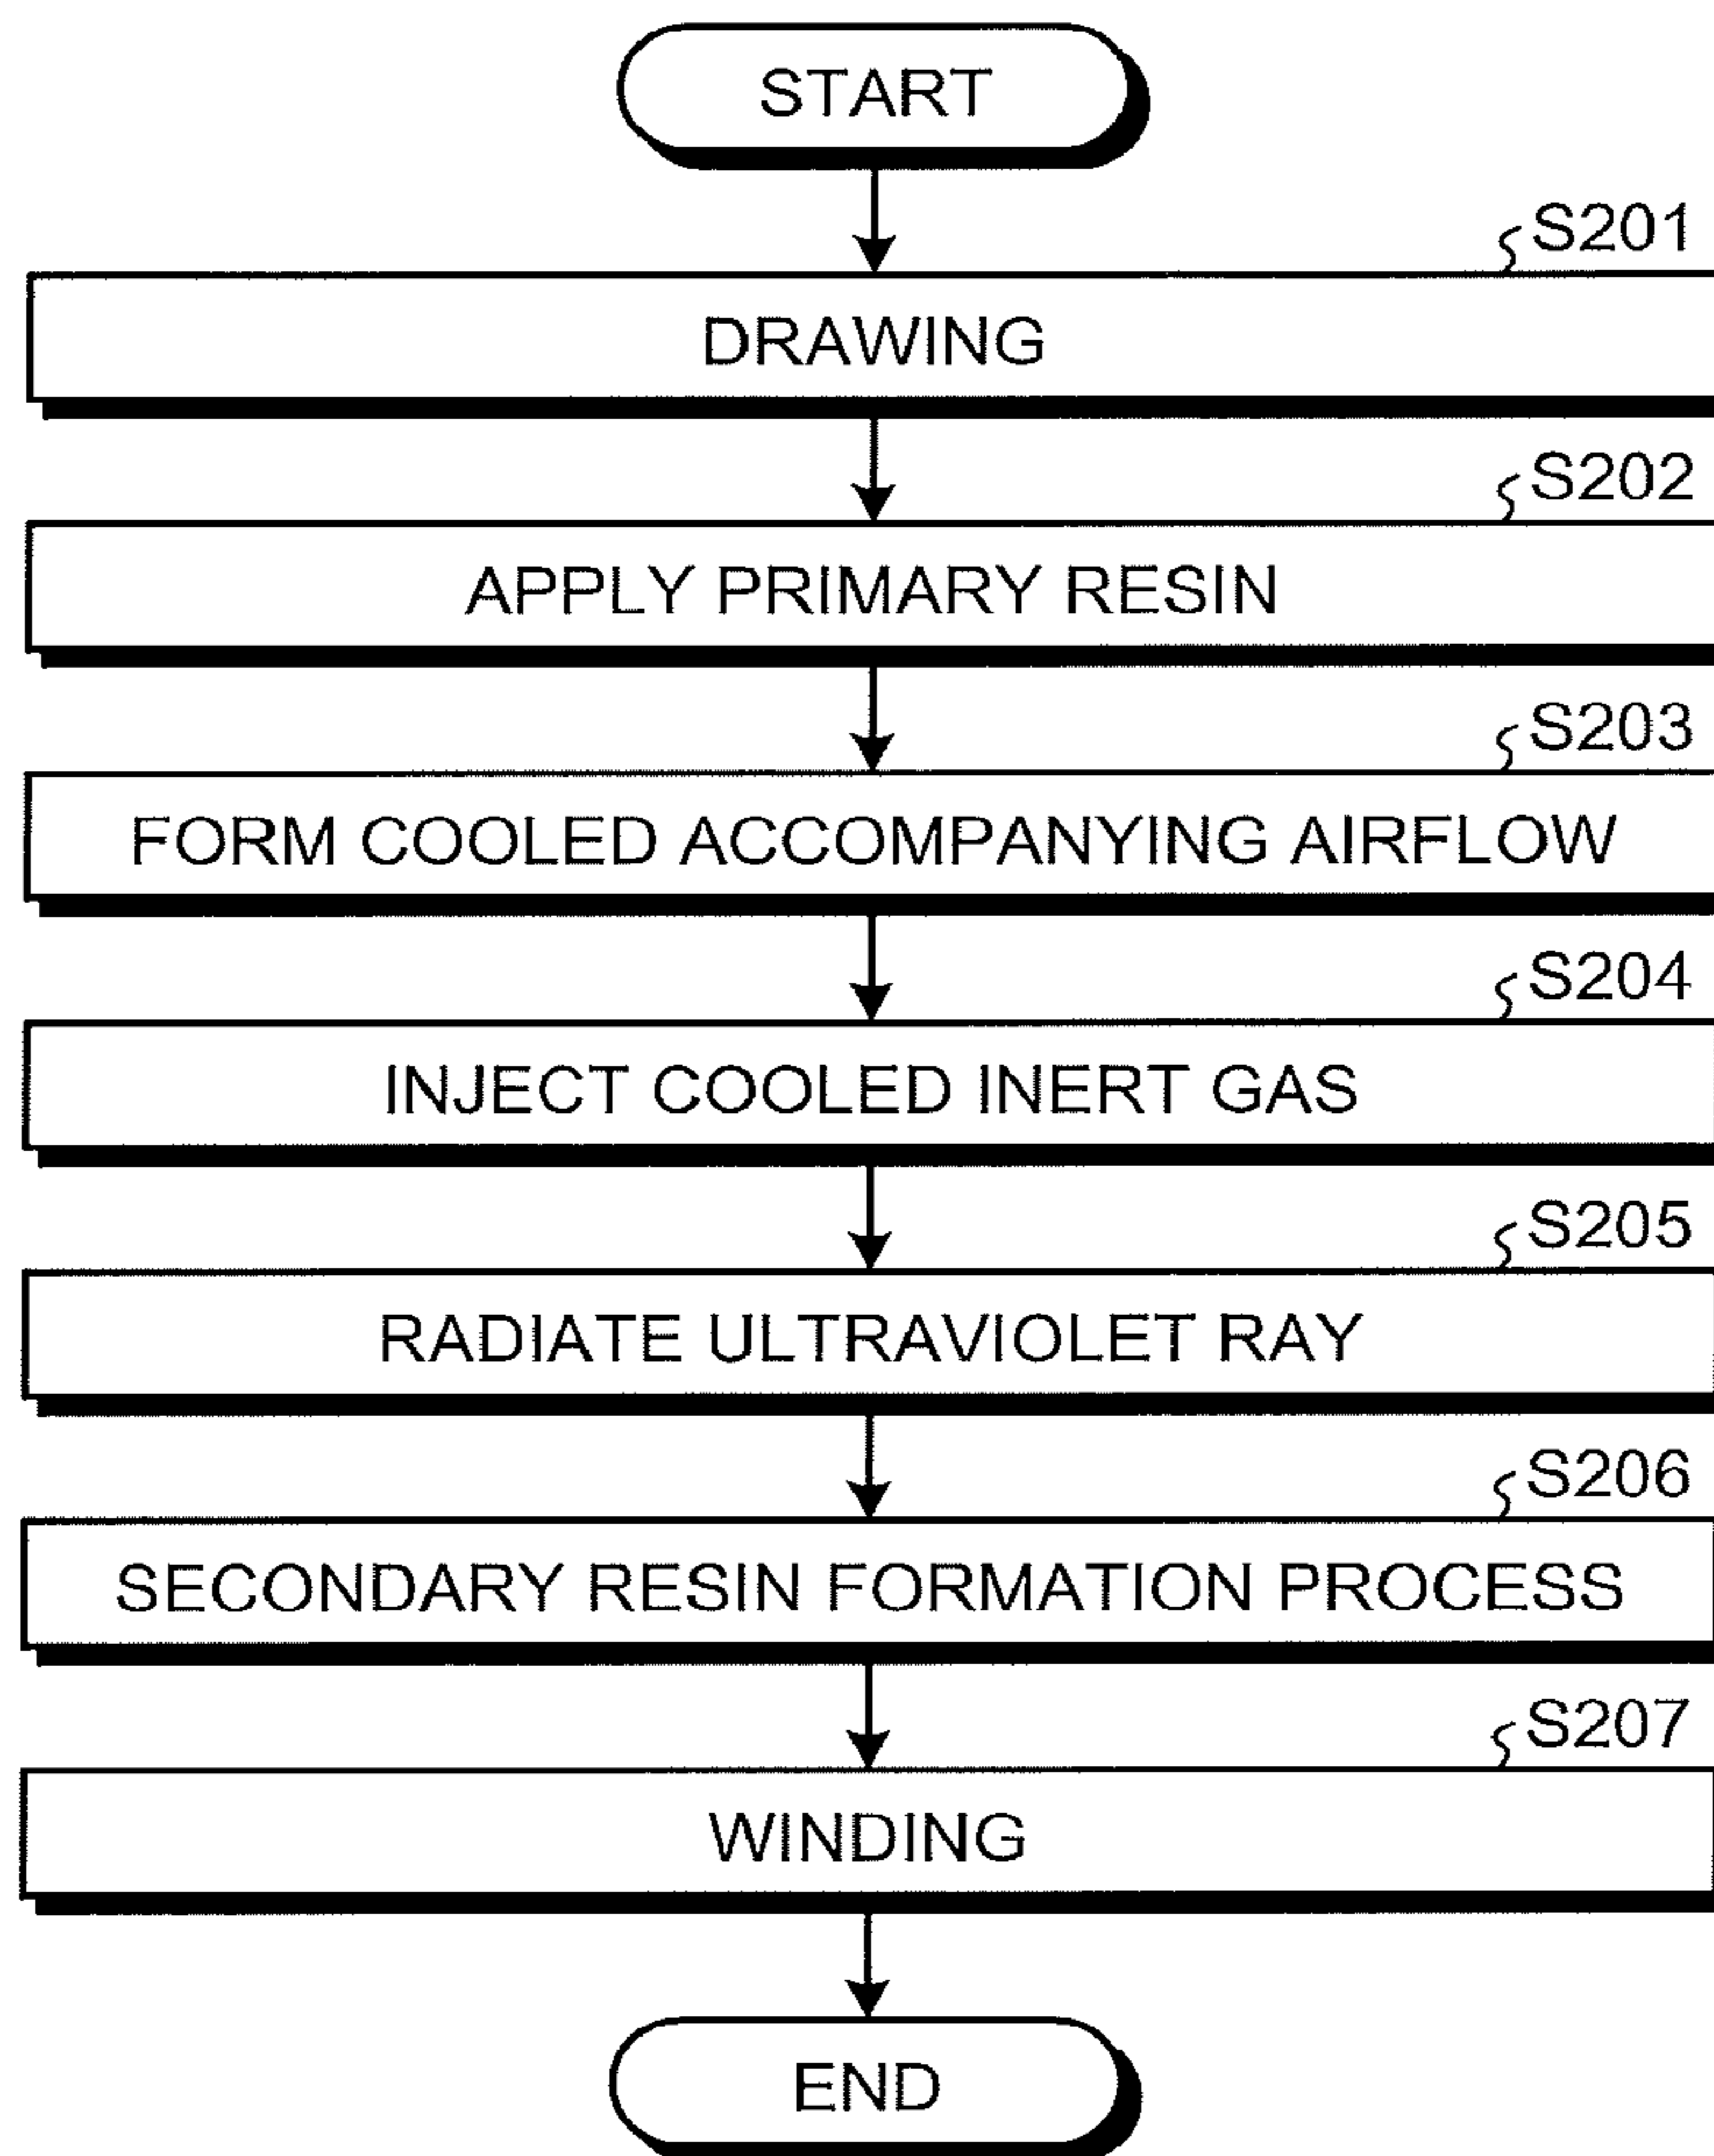 START
S201
DRAWING
S202
APPLY PRIMARY RESIN
S203
FORM COOLED ACCOMPANYING AIRFLOW
S204
INJECT COOLED INERT GAS
S205
RADIATE ULTRAVIOLET RAY
S206
SECONDARY RESIN FORMATION PROCESS
S207
WINDING
END